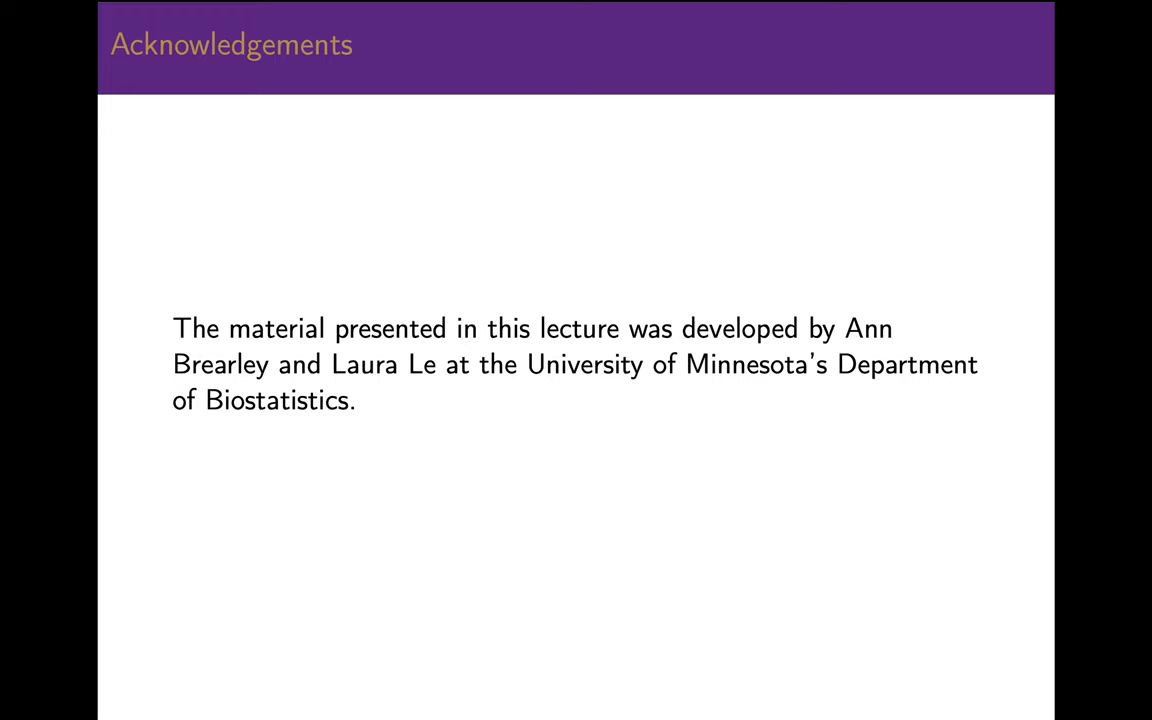 Acknowledgements
The material presented in this lecture was developed by Ann
Brearley and Laura Le at the University of Minnesota's Department
of Biostatistics.